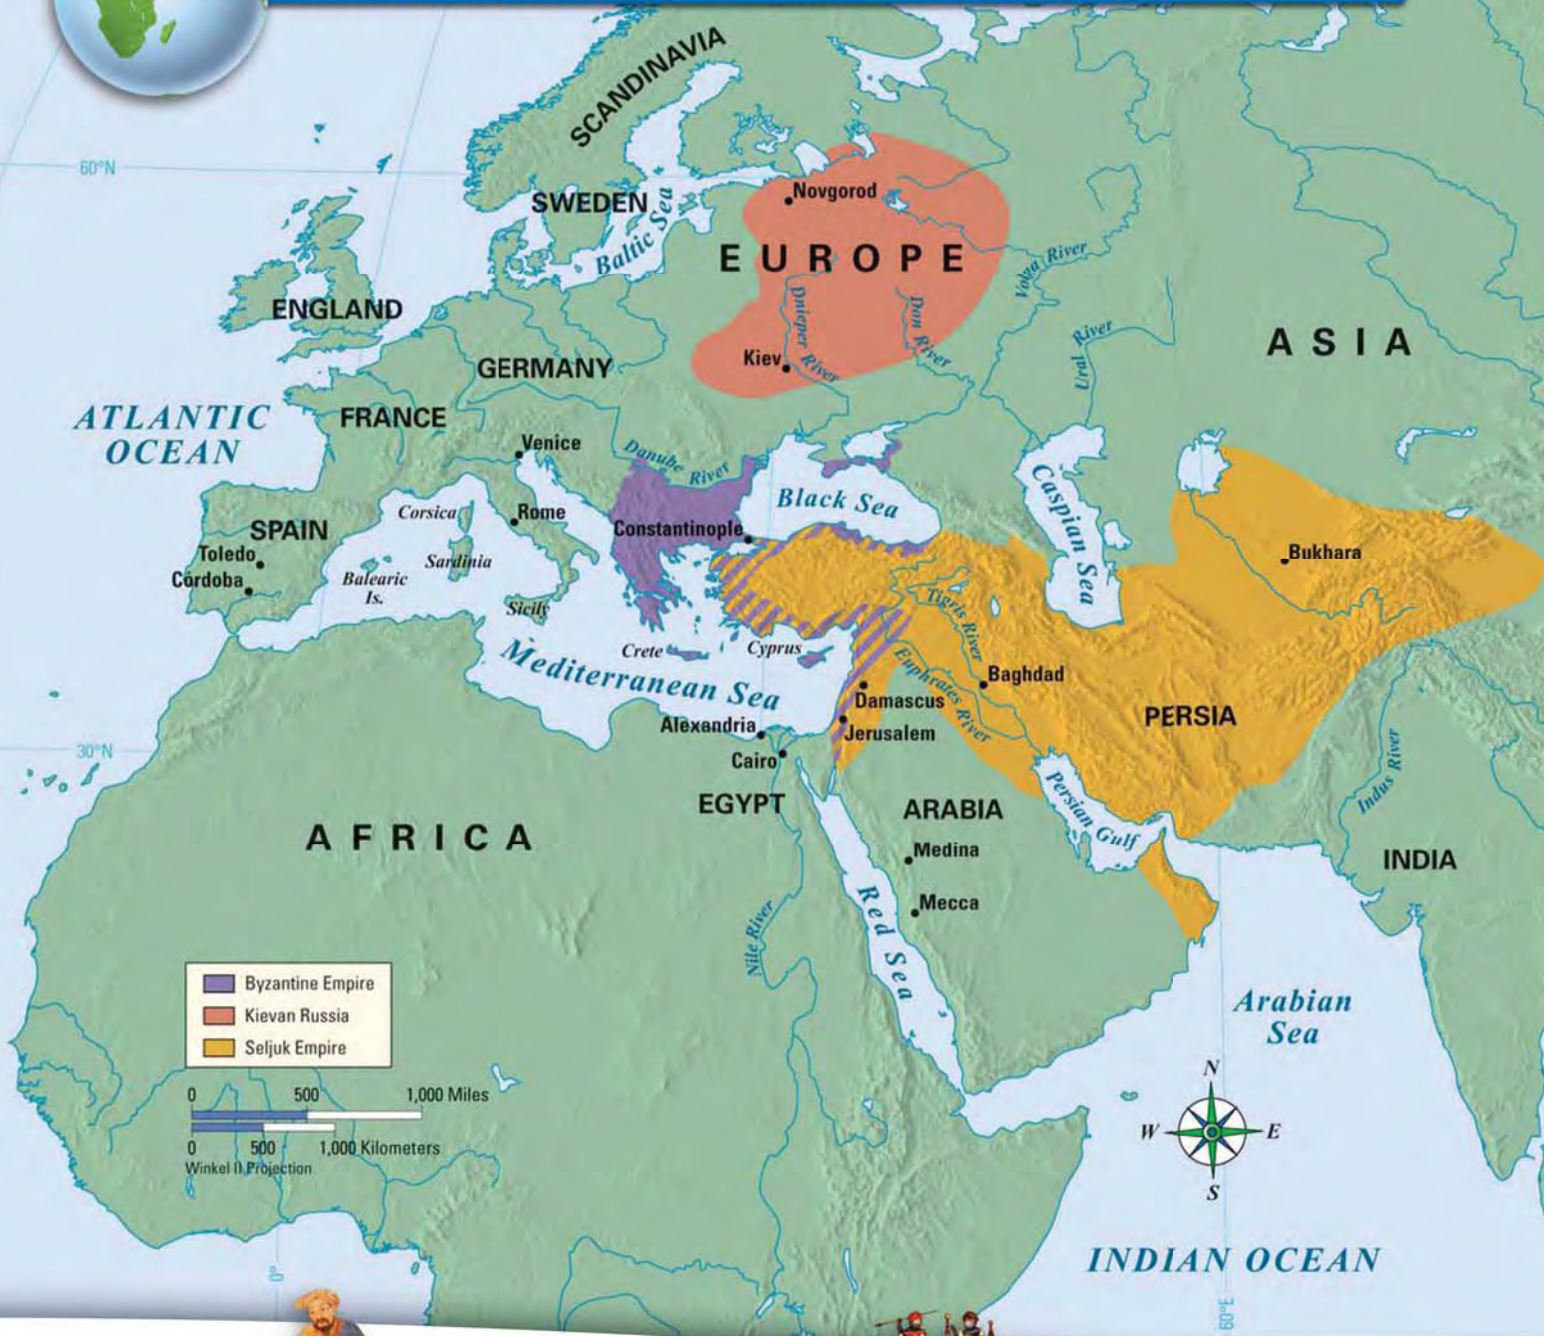 SCANDINAVIA
60°N
Novgorod
SWEDEN
Baltic Sea
EUROPE
Volga River
ENGLAND
Dnieper River
Don River
Ural River
ASIA
Kiev
GERMANY
ATLANTIC
OCEAN
FRANCE
Venice
Danube River
Black Sea
Caspian Sea
Corsica
Rome
SPAIN
Constantinople
Toledo
Sardinia
Bukhara
Córdoba
Balearic
Is.
Sicily
Tigris River
Crete
Cyprus
Mediterranean Sea
Euphrates River
Baghdad
Damascus
PERSIA
Alexandria
Jerusalem
30°N
Cairo
Indus River
EGYPT
ARABIA
Persian Gulf
AFRICA
Medina
INDIA
Mecca
Red Sea
Nile River
Byzantine Empire
Kievan Russia
Seljuk Empire
Arabian
Sea
0 500 1,000 Miles
0 500 1,000 Kilometers
Winkel II Projection
N
W E
S
INDIAN OCEAN
0°
60°E